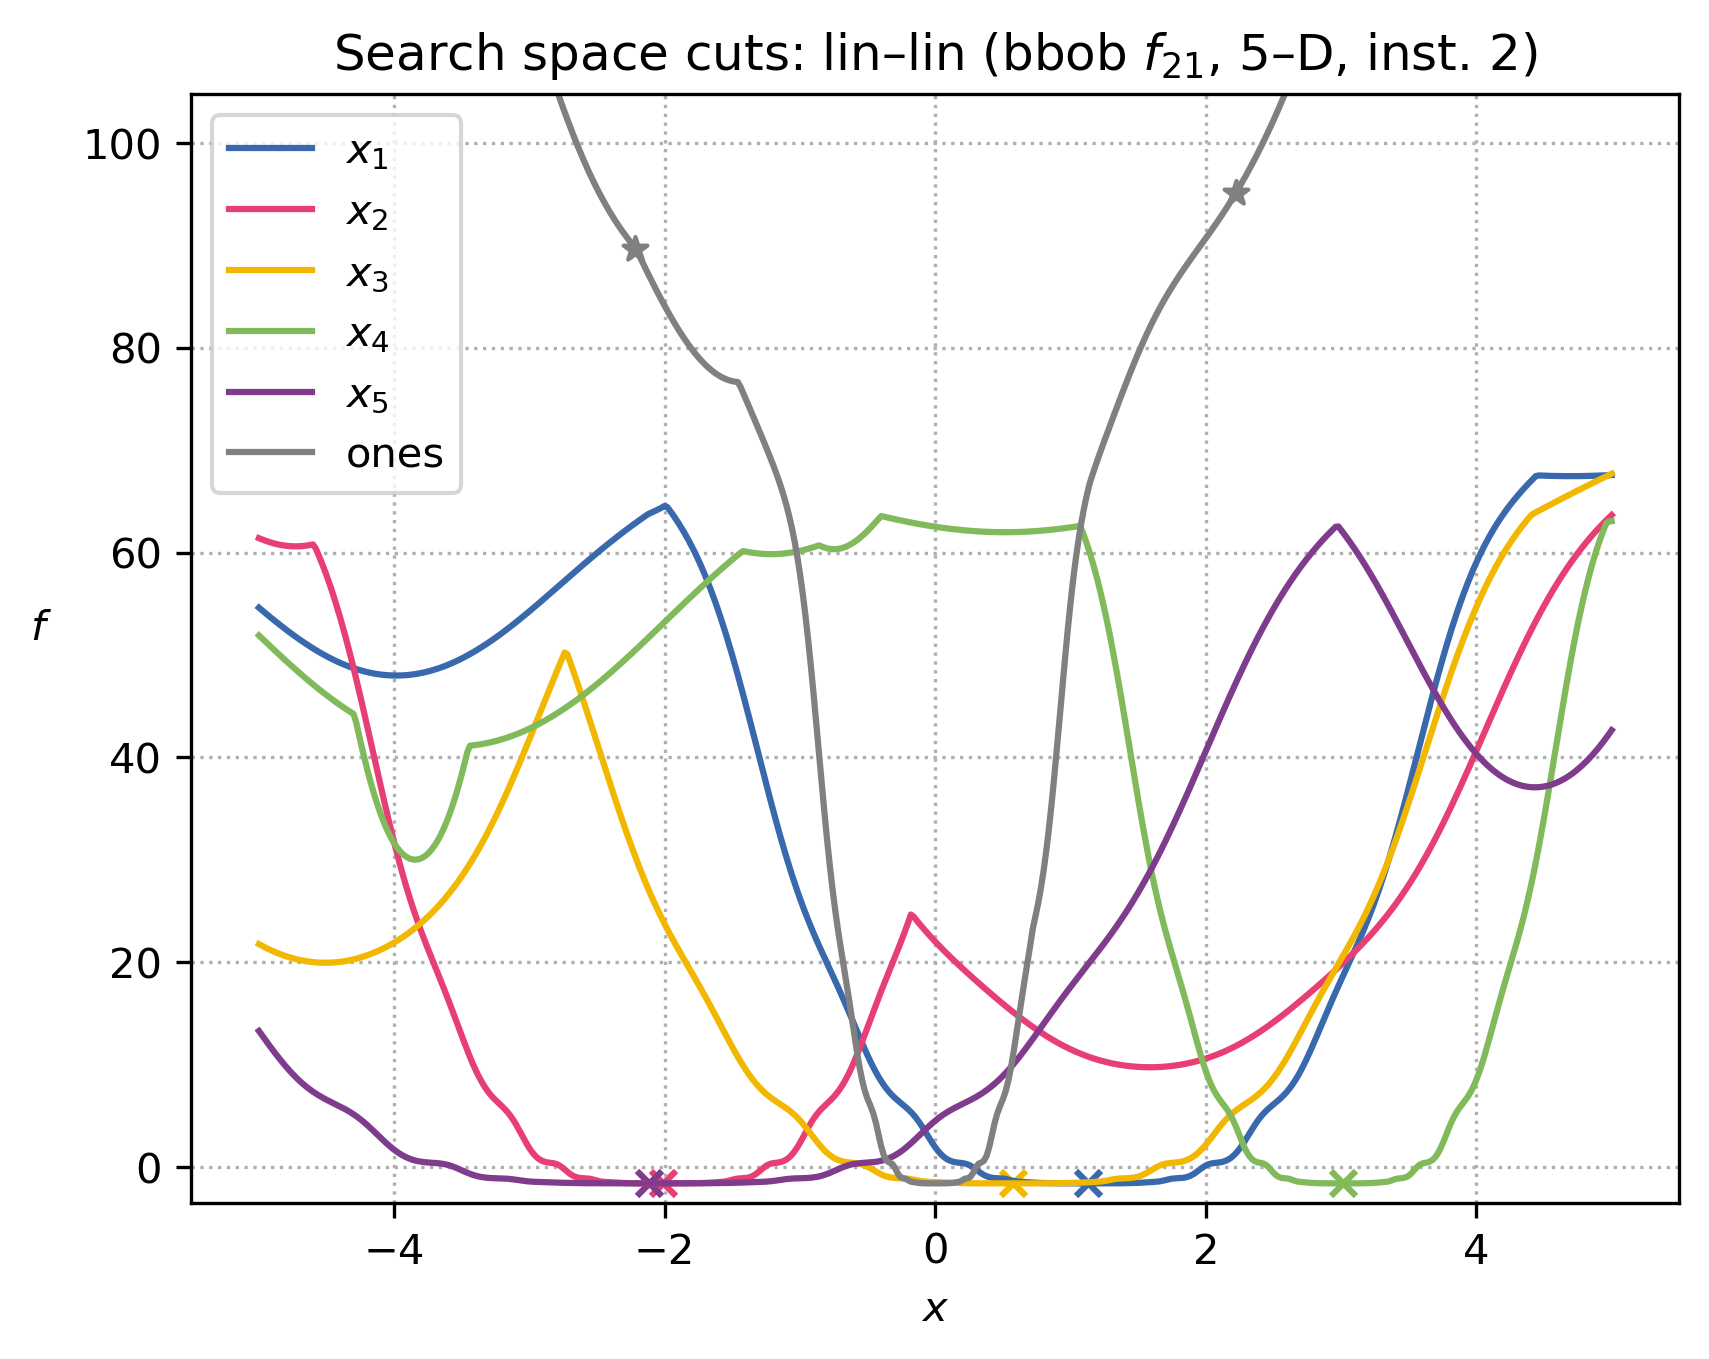 Search space cuts: lin–lin (bbob f₂₁, 5–D, inst. 2)
x₁
x₂
x₃
x₄
x₅
ones
100
80
60
40
20
0
f
−4 −2 0 2 4
x